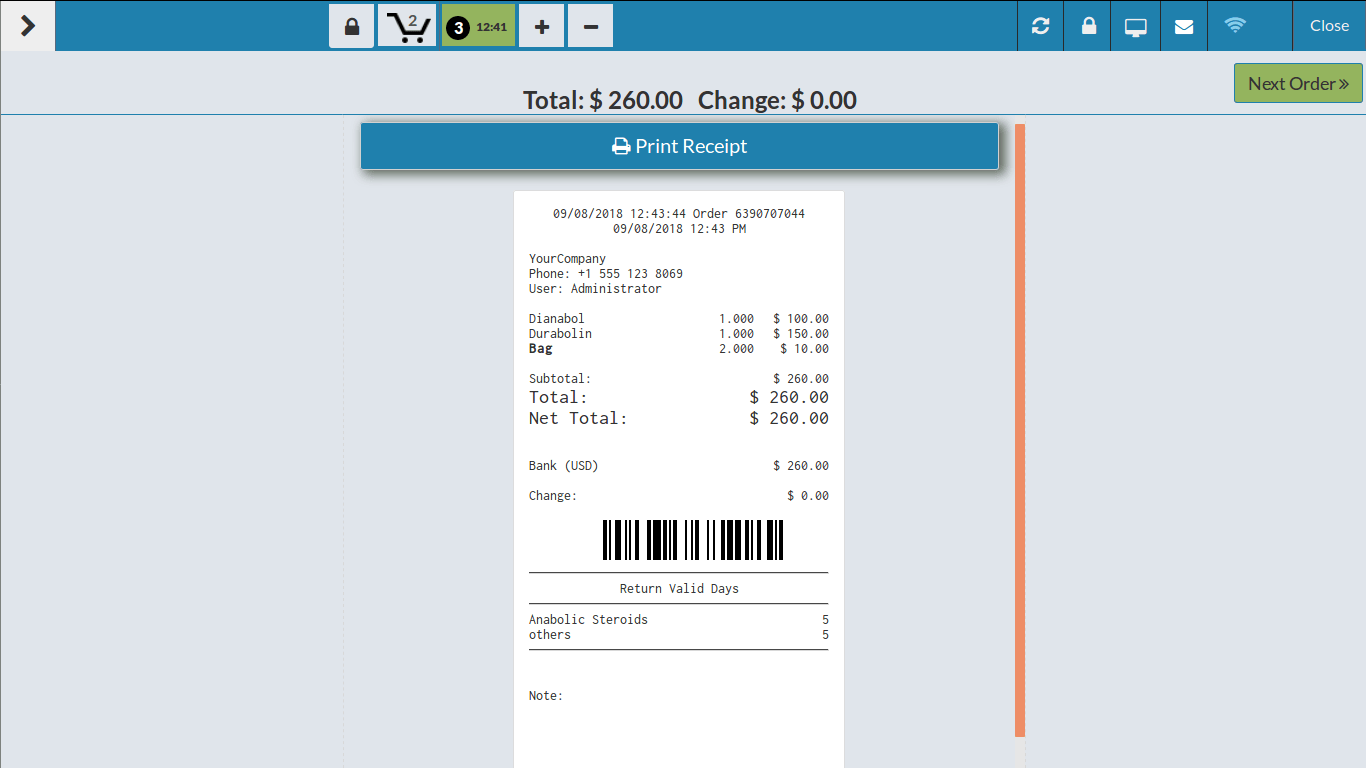 2
3 12:41
Close
Next Order
Total: $ 260.00 Change: $ 0.00
Print Receipt
09/08/2018 12:43:44 Order 6390707044
09/08/2018 12:43 PM
YourCompany
Phone: +1 555 123 8069
User: Administrator
Dianabol 1.000 $ 100.00
Durabolin 1.000 $ 150.00
Bag 2.000 $ 10.00
Subtotal: $ 260.00
Total: $ 260.00
Net Total: $ 260.00
Bank (USD) $ 260.00
Change: $ 0.00
Return Valid Days
Anabolic Steroids 5
others 5
Note: